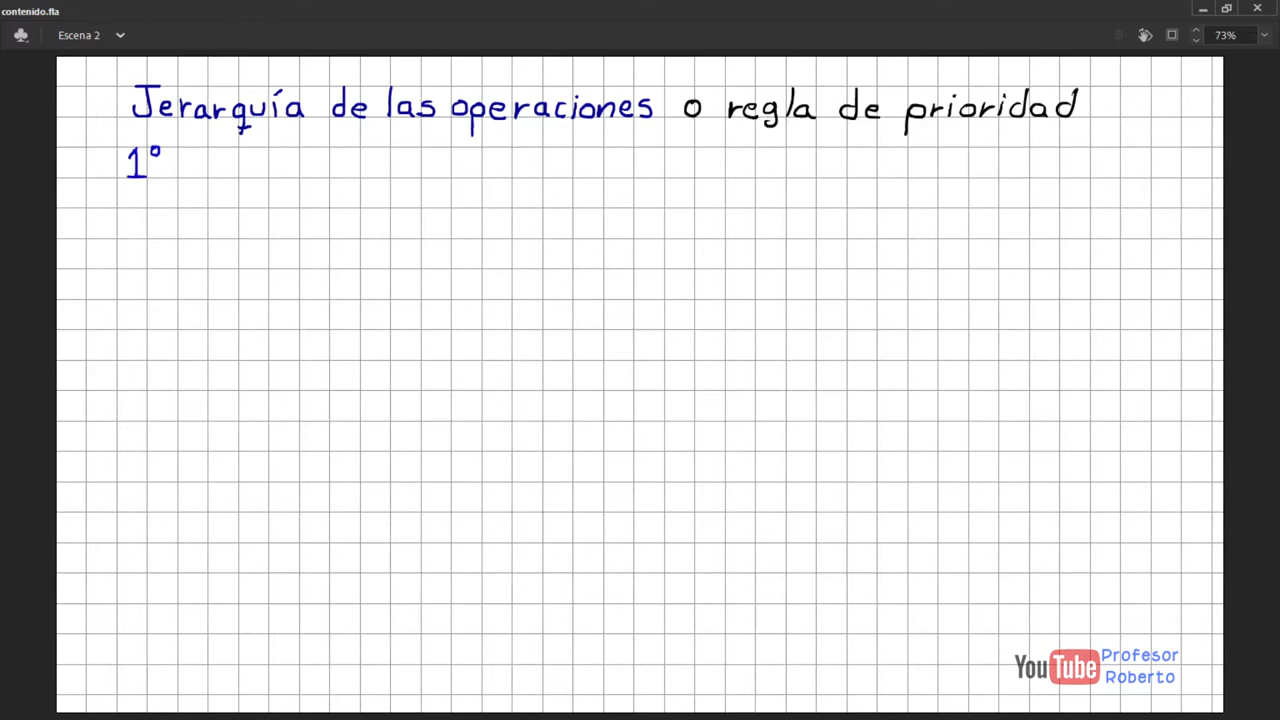 contenido.fla
Escena 2
73%
Jerarquía de las operaciones o regla de prioridad
1°
YouTube Profesor
Roberto